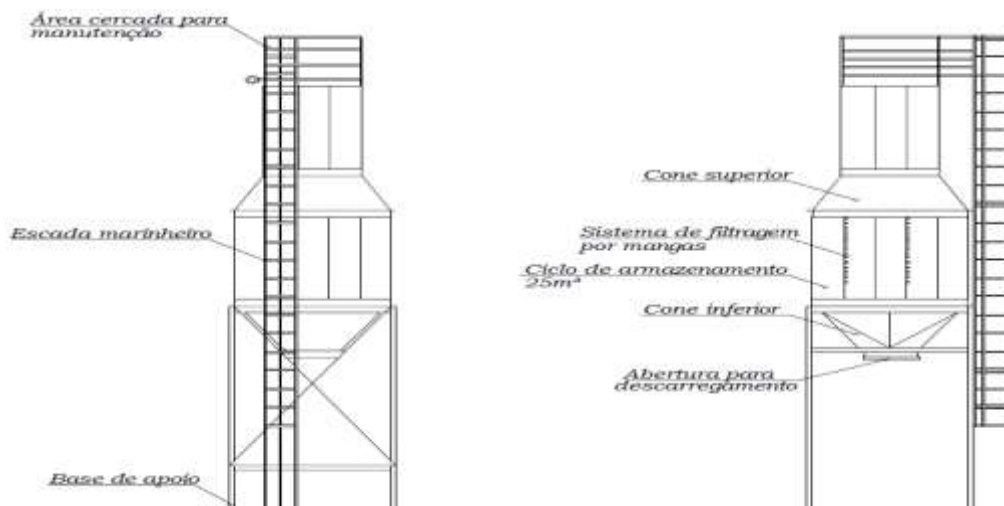 Área cercada para
manutenção
Escada marinheiro
Base de apoio
Cone superior
Sistema de filtragem
por mangas
Ciclo de armazenamento
25m³
Cone inferior
Abertura para
descarregamento